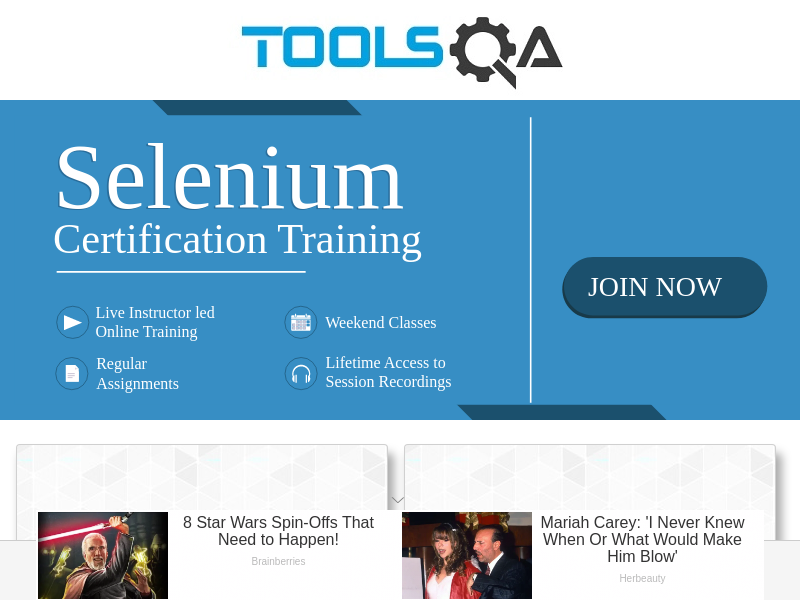 TOOLSQA
Selenium
Certification Training
JOIN NOW
Live Instructor led
Online Training
Weekend Classes
Regular
Assignments
Lifetime Access to
Session Recordings
8 Star Wars Spin-Offs That
Need to Happen!
Brainberries
Mariah Carey: 'I Never Knew
When Or What Would Make
Him Blow'
Herbeauty